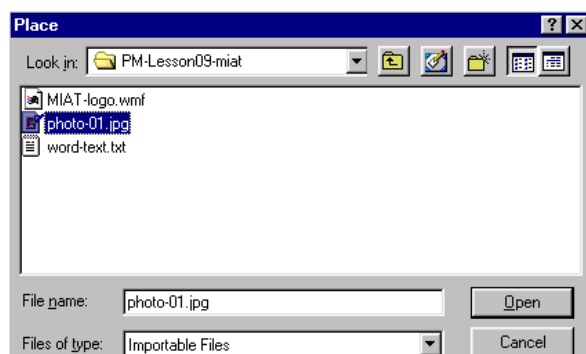 Place
Look in: PM-Lesson09-miat
MIAT-logo.wmf
photo-01.jpg
word-text.txt
File name: photo-01.jpg Open
Files of type: Importable Files Cancel